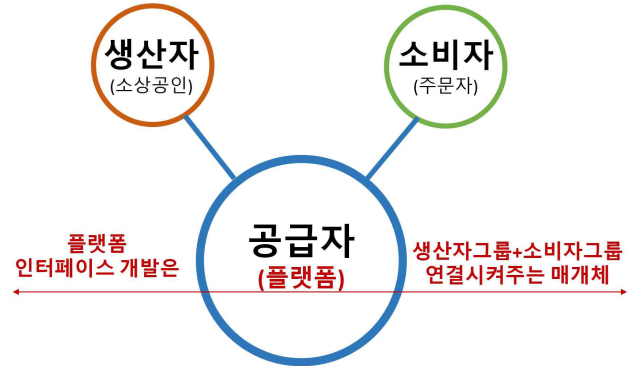 생산자
(소상공인)
소비자
(주문자)
공급자
(플랫폼)
플랫폼
인터페이스 개발은
생산자그룹+소비자그룹
연결시켜주는 매개체